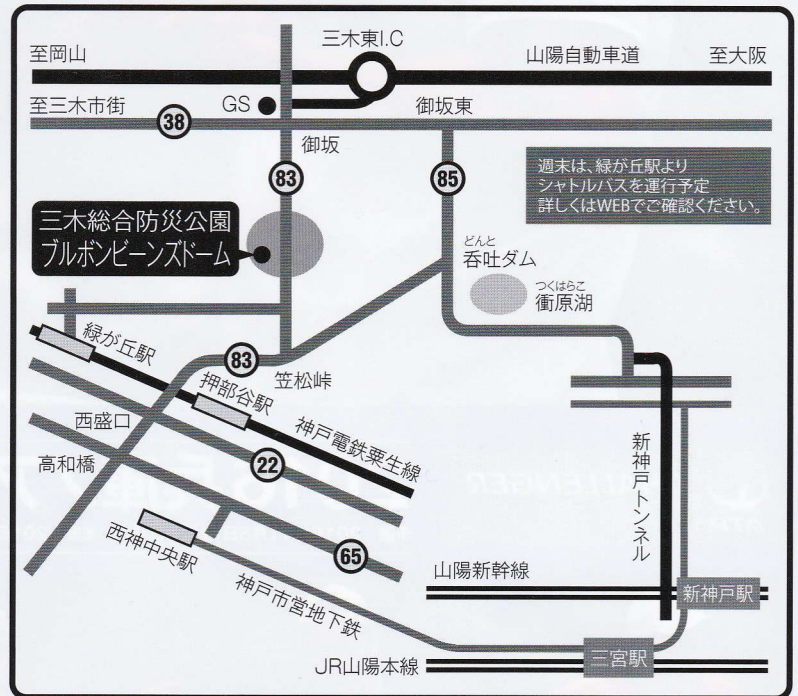 三木東I.C
至岡山
山陽自動車道
至大阪
至三木市街
GS
御坂東
38
御坂
83
85
週末は、緑が丘駅より
シャトルバスを運行予定
詳しくはWEBでご確認ください。
三木総合防災公園
ブルボンビーンズドーム
どんと
呑吐ダム
つくはらこ
衝原湖
緑が丘駅
83
笠松峠
押部谷駅
西盛口
神戸電鉄粟生線
高和橋
22
新神戸トンネル
西神中央駅
65
神戸市営地下鉄
山陽新幹線
新神戸駅
三宮駅
JR山陽本線